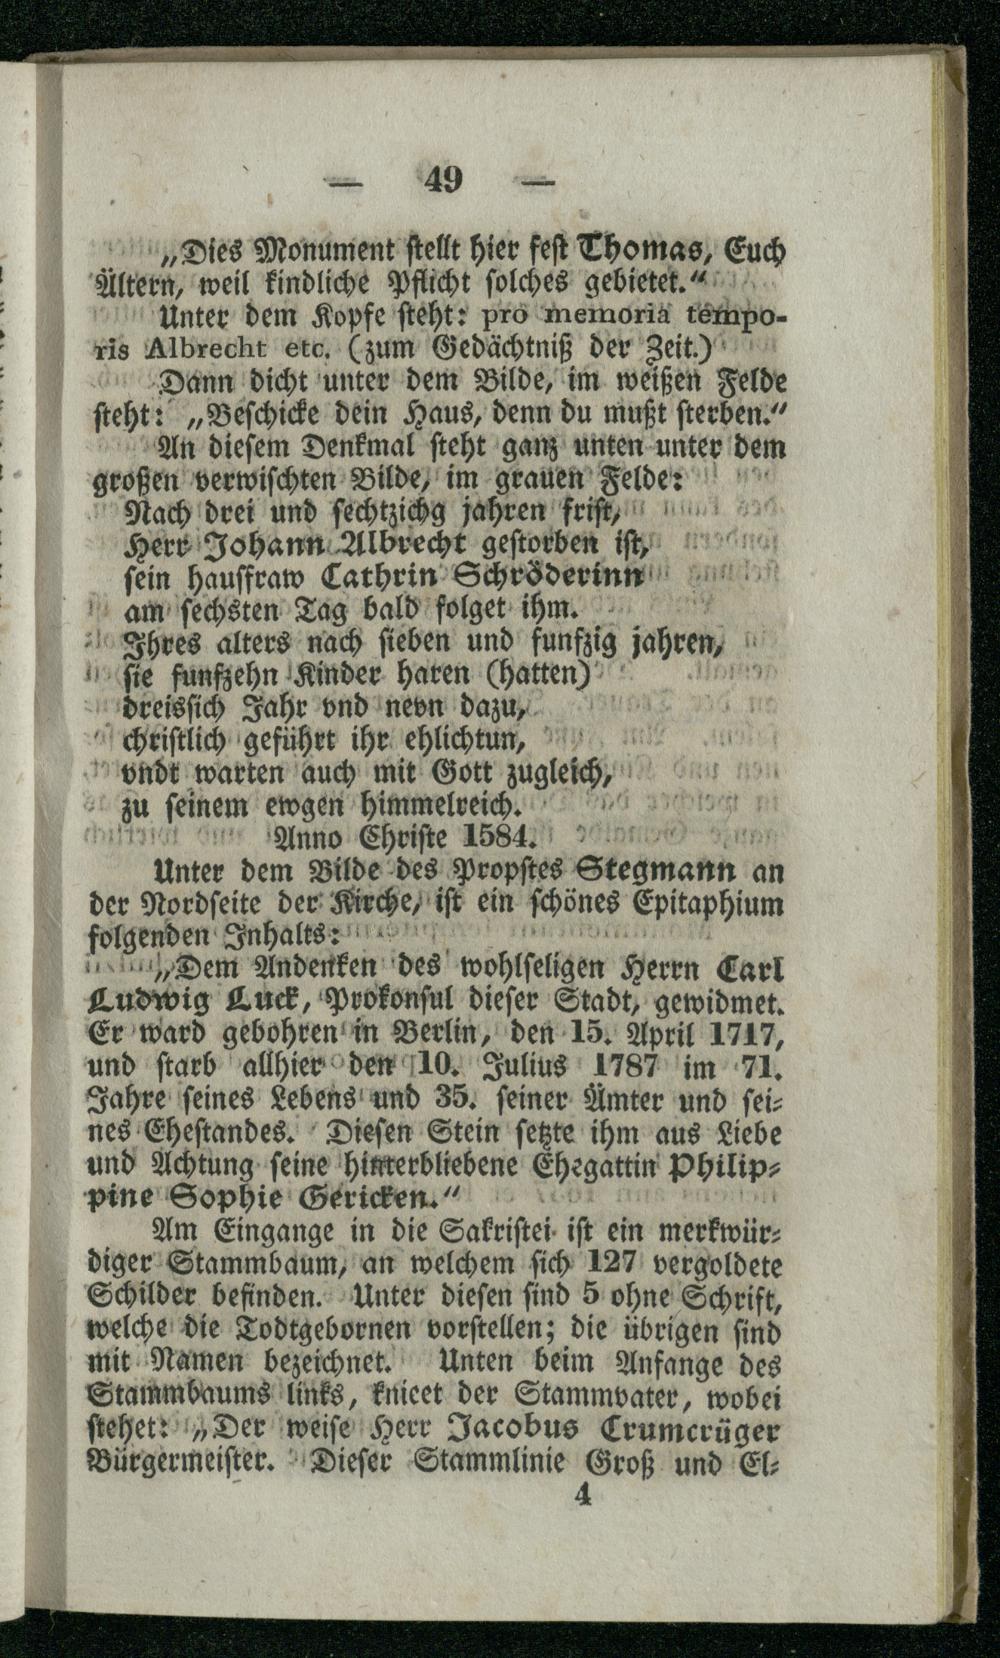 — 49 —
„Dies Monument stellt hier fest Thomas, Euch
Ältern, weil kindliche Pflicht solches gebietet.“
Unter dem Kopfe steht: pro memoria tempo-
ris Albrecht etc. (zum Gedächtniß der Zeit.)
Dann dicht unter dem Bilde, im weißen Felde
steht: „Beschicke dein Haus, denn du mußt sterben.“
An diesem Denkmal steht ganz unten unter dem
großen verwischten Bilde, im grauen Felde:
Nach drei und sechtzichg jahren frist,
Herr Johann Albrecht gestorben ist,
sein hausfraw Cathrin Schröderinn
am sechsten Tag bald folget ihm.
Ihres alters nach sieben und funfzig jahren,
sie funfzehn Kinder haren (hatten)
dreissich Jahr vnd nevn dazu,
christlich geführt ihr ehlichtun,
vndt warten auch mit Gott zugleich,
zu seinem ewgen himmelreich.
Anno Christe 1584.
Unter dem Bilde des Propstes Stegmann an
der Nordseite der Kirche, ist ein schönes Epitaphium
folgenden Inhalts:
„Dem Andenken des wohlseligen Herrn Carl
Ludwig Luck, Prokonsul dieser Stadt, gewidmet.
Er ward gebohren in Berlin, den 15. April 1717,
und starb allhier den 10. Julius 1787 im 71.
Jahre seines Lebens und 35. seiner Ämter und sei-
nes Ehestandes. Diesen Stein setzte ihm aus Liebe
und Achtung seine hinterbliebene Ehegattin Philip-
pine Sophie Gericken.“
Am Eingange in die Sakristei ist ein merkwür-
diger Stammbaum, an welchem sich 127 vergoldete
Schilder befinden. Unter diesen sind 5 ohne Schrift,
welche die Todtgebornen vorstellen; die übrigen sind
mit Namen bezeichnet. Unten beim Anfange des
Stammbaums links, knicet der Stammvater, wobei
stehet: „Der weise Herr Jacobus Crumcrüger
Bürgermeister. Dieser Stammlinie Groß und El-
4